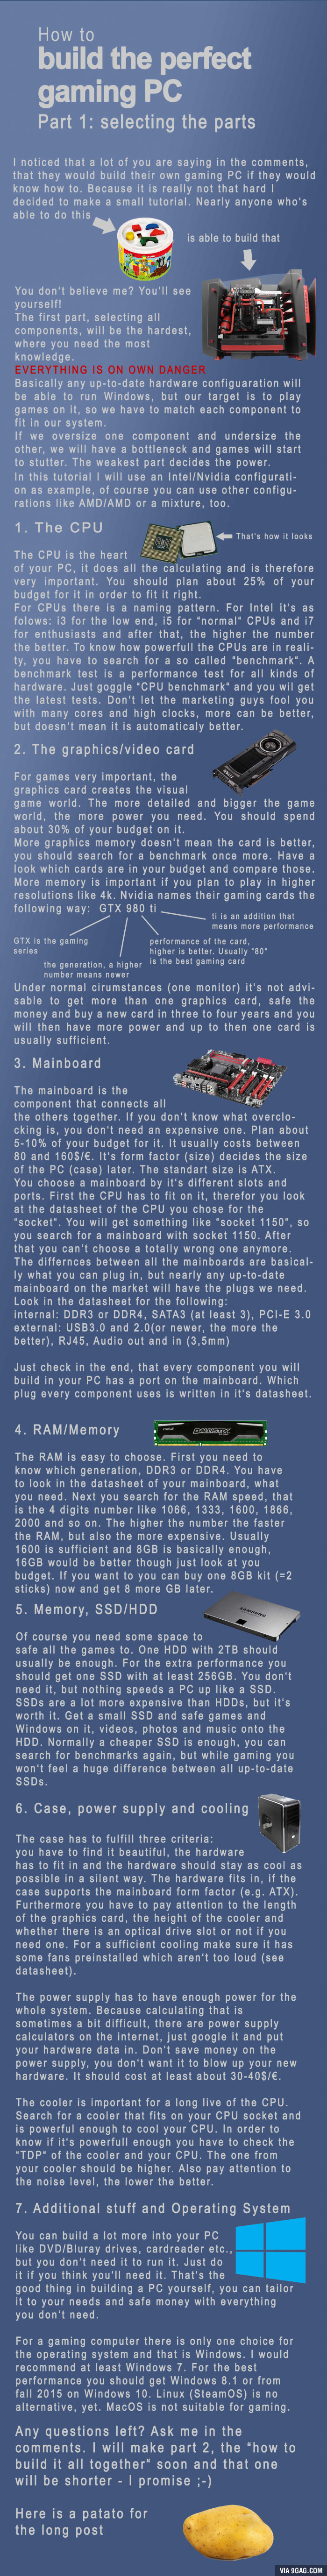 How to
build the perfect
gaming PC
Part 1: selecting the parts
I noticed that a lot of you are saying in the comments,
that they would build their own gaming PC if they would
know how to. Because it is really not that hard I
decided to make a small tutorial. Nearly anyone who's
able to do this
is able to build that
You don't believe me? You'll see
yourself!
The first part, selecting all
components, will be the hardest,
where you need the most
knowledge.
EVERYTHING IS ON OWN DANGER
Basically any up-to-date hardware configuaration will
be able to run Windows, but our target is to play
games on it, so we have to match each component to
fit in our system.
If we oversize one component and undersize the
other, we will have a bottleneck and games will start
to stutter. The weakest part decides the power.
In this tutorial I will use an Intel/Nvidia configurati-
on as example, of course you can use other configu-
rations like AMD/AMD or a mixture, too.
1. The CPU
That's how it looks
The CPU is the heart
of your PC, it does all the calculating and is therefore
very important. You should plan about 25% of your
budget for it in order to fit it right.
For CPUs there is a naming pattern. For Intel it's as
folows: i3 for the low end, i5 for "normal" CPUs and i7
for enthusiasts and after that, the higher the number
the better. To know how powerfull the CPUs are in reali-
ty, you have to search for a so called "benchmark". A
benchmark test is a performance test for all kinds of
hardware. Just goggle "CPU benchmark" and you wil get
the latest tests. Don't let the marketing guys fool you
with many cores and high clocks, more can be better,
but doesn't mean it is automaticaly better.
2. The graphics/video card
For games very important, the
graphics card creates the visual
game world. The more detailed and bigger the game
world, the more power you need. You should spend
about 30% of your budget on it.
More graphics memory doesn't mean the card is better,
you should search for a benchmark once more. Have a
look which cards are in your budget and compare those.
More memory is important if you plan to play in higher
resolutions like 4k. Nvidia names their gaming cards the
following way: GTX 980 ti
ti is an addition that
means more performance
GTX is the gaming
series
performance of the card,
higher is better. Usually "80"
is the best gaming card
the generation, a higher
number means newer
Under normal cirumstances (one monitor) it's not advi-
sable to get more than one graphics card, safe the
money and buy a new card in three to four years and you
will then have more power and up to then one card is
usually sufficient.
3. Mainboard
The mainboard is the
component that connects all
the others together. If you don't know what overclo-
cking is, you don't need an expensive one. Plan about
5-10% of your budget for it. It usually costs between
80 and 160$/€. It's form factor (size) decides the size
of the PC (case) later. The standart size is ATX.
You choose a mainboard by it's different slots and
ports. First the CPU has to fit on it, therefor you look
at the datasheet of the CPU you chose for the
"socket". You will get something like "socket 1150", so
you search for a mainboard with socket 1150. After
that you can't choose a totally wrong one anymore.
The differnces between all the mainboards are basical-
ly what you can plug in, but nearly any up-to-date
mainboard on the market will have the plugs we need.
Look in the datasheet for the following:
internal: DDR3 or DDR4, SATA3 (at least 3), PCI-E 3.0
external: USB3.0 and 2.0(or newer, the more the
better), RJ45, Audio out and in (3,5mm)
Just check in the end, that every component you will
build in your PC has a port on the mainboard. Which
plug every component uses is written in it's datasheet.
4. RAM/Memory
BALLISTIX
The RAM is easy to choose. First you need to
know which generation, DDR3 or DDR4. You have
to look in the datasheet of your mainboard, what
you need. Next you search for the RAM speed, that
is the 4 digits number like 1066, 1333, 1600, 1866,
2000 and so on. The higher the number the faster
the RAM, but also the more expensive. Usually
1600 is sufficient and 8GB is basically enough,
16GB would be better though just look at you
budget. If you want to you can buy one 8GB kit (=2
sticks) now and get 8 more GB later.
5. Memory, SSD/HDD
SAMSUNG
Of course you need some space to
safe all the games to. One HDD with 2TB should
usually be enough. For the extra performance you
should get one SSD with at least 256GB. You don't
need it, but nothing speeds a PC up like a SSD.
SSDs are a lot more expensive than HDDs, but it's
worth it. Get a small SSD and safe games and
Windows on it, videos, photos and music onto the
HDD. Normally a cheaper SSD is enough, you can
search for benchmarks again, but while gaming you
won't feel a huge difference between all up-to-date
SSDs.
6. Case, power supply and cooling
The case has to fulfill three criteria:
you have to find it beautiful, the hardware
has to fit in and the hardware should stay as cool as
possible in a silent way. The hardware fits in, if the
case supports the mainboard form factor (e.g. ATX).
Furthermore you have to pay attention to the length
of the graphics card, the height of the cooler and
whether there is an optical drive slot or not if you
need one. For a sufficient cooling make sure it has
some fans preinstalled which aren't too loud (see
datasheet).
The power supply has to have enough power for the
whole system. Because calculating that is
sometimes a bit difficult, there are power supply
calculators on the internet, just google it and put
your hardware data in. Don't save money on the
power supply, you don't want it to blow up your new
hardware. It should cost at least about 30-40$/€.
The cooler is important for a long live of the CPU.
Search for a cooler that fits on your CPU socket and
is powerful enough to cool your CPU. In order to
know if it's powerfull enough you have to check the
"TDP" of the cooler and your CPU. The one from
your cooler should be higher. Also pay attention to
the noise level, the lower the better.
7. Additional stuff and Operating System
You can build a lot more into your PC
like DVD/Bluray drives, cardreader etc.,
but you don't need it to run it. Just do
it if you think you'll need it. That's the
good thing in building a PC yourself, you can tailor
it to your needs and safe money with everything
you don't need.
For a gaming computer there is only one choice for
the operating system and that is Windows. I would
recommend at least Windows 7. For the best
performance you should get Windows 8.1 or from
fall 2015 on Windows 10. Linux (SteamOS) is no
alternative, yet. MacOS is not suitable for gaming.
Any questions left? Ask me in the
comments. I will make part 2, the "how to
build it all together" soon and that one
will be shorter - I promise ;-)
Here is a patato for
the long post
VIA 9GAG.COM